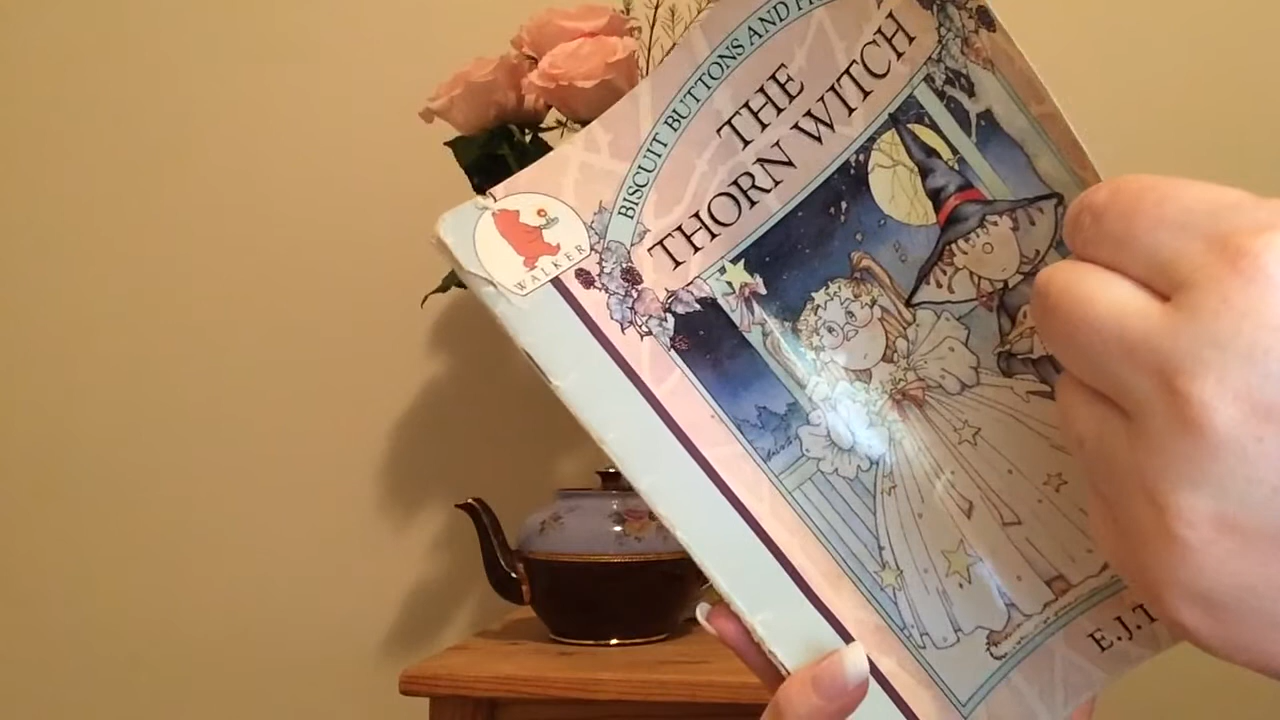 BISCUIT BUTTONS AND
THE
THORN WITCH
WALKER
E.J.